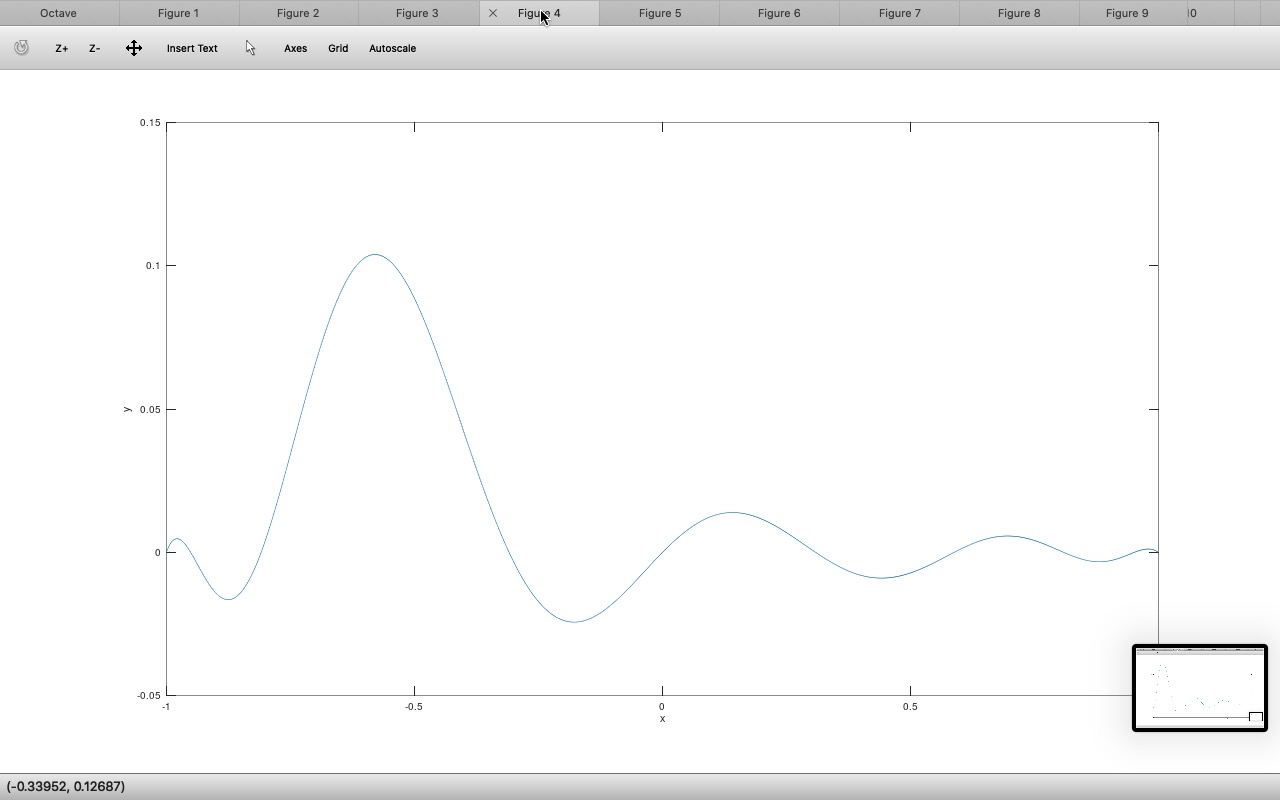 Octave Figure 1 Figure 2 Figure 3 Figure 4 Figure 5 Figure 6 Figure 7 Figure 8 Figure 9 10
Z+ Z- Insert Text Axes Grid Autoscale
0.15
0.1
y 0.05
0
-0.05
-1 -0.5 0 0.5
x
(-0.33952, 0.12687)